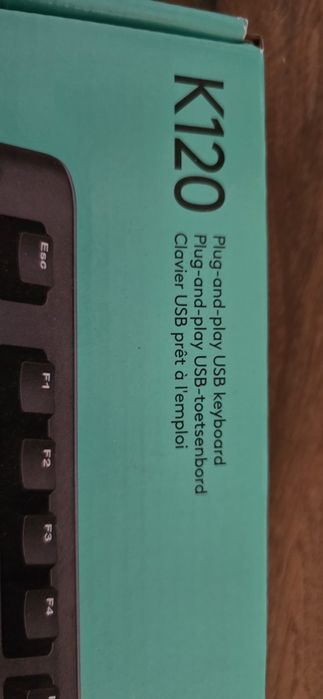 K120
Plug-and-play USB keyboard
Plug-and-play USB-toetsenbord
Clavier USB prêt à l'emploi
Esc
F1
F2
F3
F4